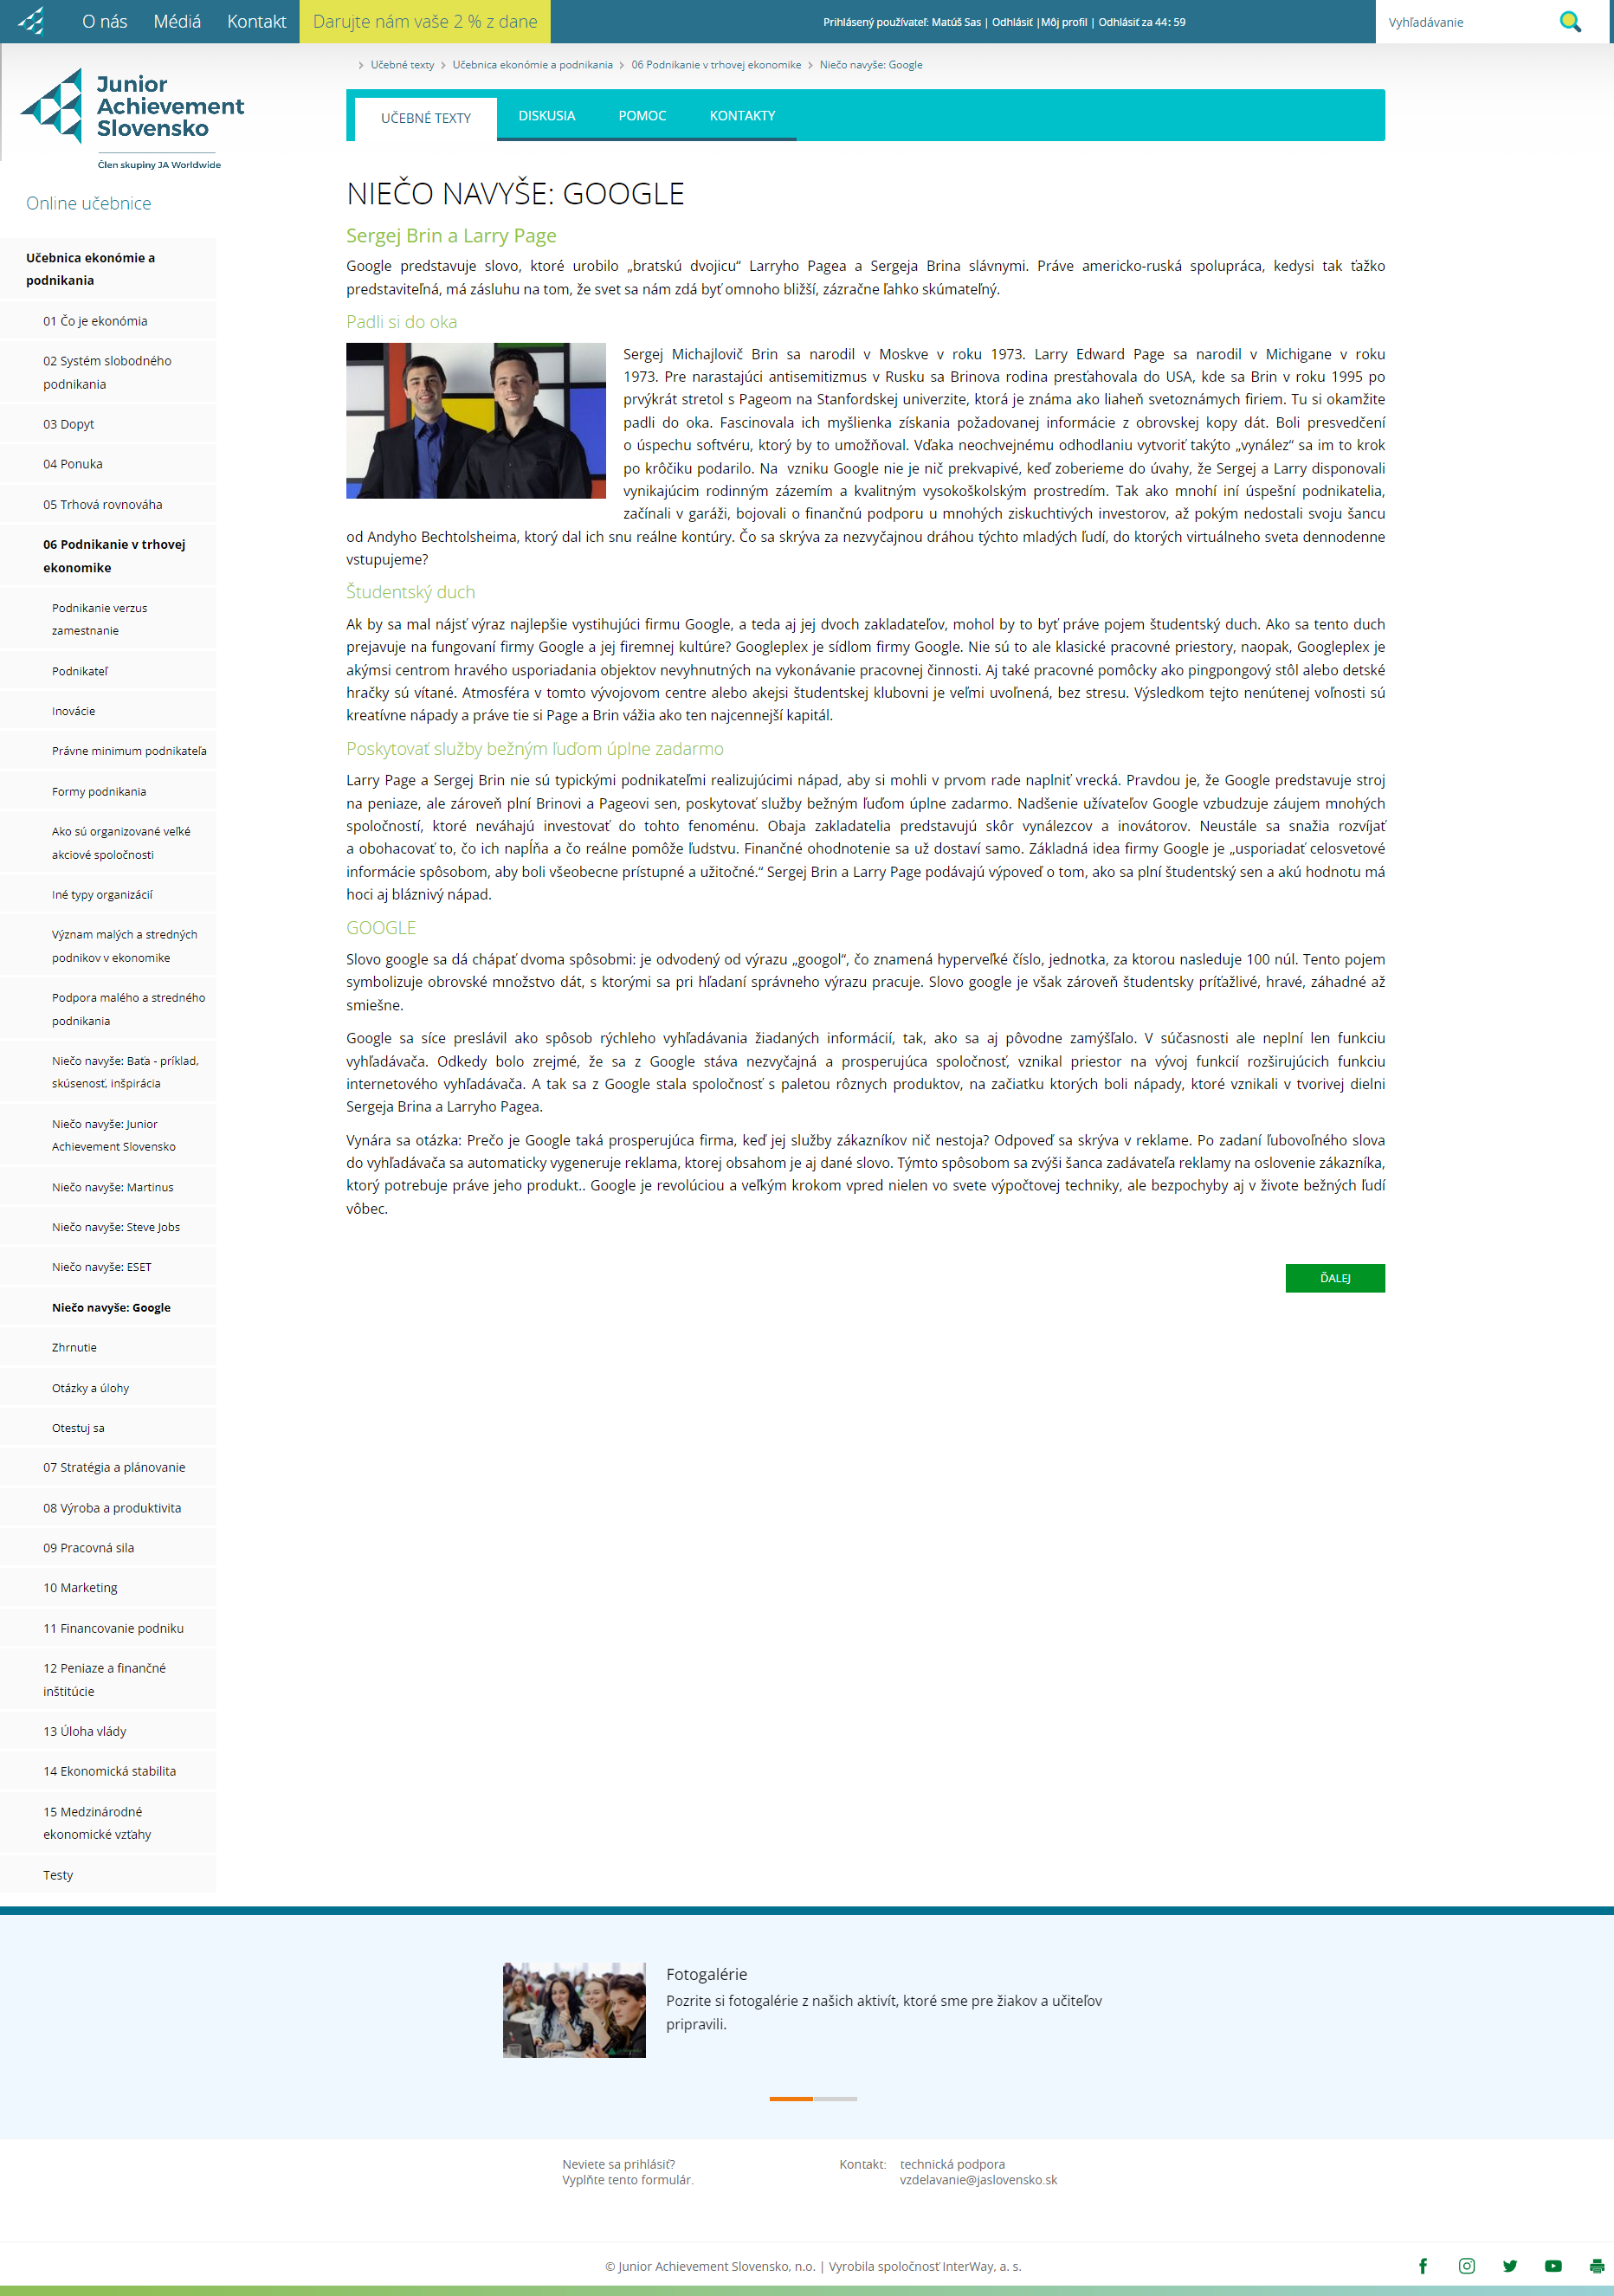 O nás Médiá Kontakt Darujte nám vaše 2 % z dane Prihlásený používateľ: Matúš Sas | Odhlásiť |Môj profil | Odhlásiť za 44: 59 Vyhľadávanie
Učebné texty Učebnica ekonómie a podnikania 06 Podnikanie v trhovej ekonomike Niečo navyše: Google
Junior
Achievement
Slovensko
Člen skupiny JA Worldwide
UČEBNÉ TEXTY DISKUSIA POMOC KONTAKTY
Online učebnice
Učebnica ekonómie a
podnikania
01 Čo je ekonómia
02 Systém slobodného
podnikania
03 Dopyt
04 Ponuka
05 Trhová rovnováha
06 Podnikanie v trhovej
ekonomike
Podnikanie verzus
zamestnanie
Podnikateľ
Inovácie
Právne minimum podnikateľa
Formy podnikania
Ako sú organizované veľké
akciové spoločnosti
Iné typy organizácií
Význam malých a stredných
podnikov v ekonomike
Podpora malého a stredného
podnikania
Niečo navyše: Baťa - príklad,
skúsenosť, inšpirácia
Niečo navyše: Junior
Achievement Slovensko
Niečo navyše: Martinus
Niečo navyše: Steve Jobs
Niečo navyše: ESET
Niečo navyše: Google
Zhrnutie
Otázky a úlohy
Otestuj sa
07 Stratégia a plánovanie
08 Výroba a produktivita
09 Pracovná sila
10 Marketing
11 Financovanie podniku
12 Peniaze a finančné
inštitúcie
13 Úloha vlády
14 Ekonomická stabilita
15 Medzinárodné
ekonomické vzťahy
Testy
NIEČO NAVYŠE: GOOGLE
Sergej Brin a Larry Page
Google predstavuje slovo, ktoré urobilo „bratskú dvojicu“ Larryho Pagea a Sergeja Brina slávnymi. Práve americko-ruská spolupráca, kedysi tak ťažko
predstaviteľná, má zásluhu na tom, že svet sa nám zdá byť omnoho bližší, zázračne ľahko skúmateľný.
Padli si do oka
Sergej Michajlovič Brin sa narodil v Moskve v roku 1973. Larry Edward Page sa narodil v Michigane v roku
1973. Pre narastajúci antisemitizmus v Rusku sa Brinova rodina presťahovala do USA, kde sa Brin v roku 1995 po
prvýkrát stretol s Pageom na Stanfordskej univerzite, ktorá je známa ako liaheň svetoznámych firiem. Tu si okamžite
padli do oka. Fascinovala ich myšlienka získania požadovanej informácie z obrovskej kopy dát. Boli presvedčení
o úspechu softvéru, ktorý by to umožňoval. Vďaka neochvejnému odhodlaniu vytvoriť takýto „vynález“ sa im to krok
po krôčiku podarilo. Na vzniku Google nie je nič prekvapivé, keď zoberieme do úvahy, že Sergej a Larry disponovali
vynikajúcim rodinným zázemím a kvalitným vysokoškolským prostredím. Tak ako mnohí iní úspešní podnikatelia,
začínali v garáži, bojovali o finančnú podporu u mnohých ziskuchtivých investorov, až pokým nedostali svoju šancu
od Andyho Bechtolsheima, ktorý dal ich snu reálne kontúry. Čo sa skrýva za nezvyčajnou dráhou týchto mladých ľudí, do ktorých virtuálneho sveta dennodenne
vstupujeme?
Študentský duch
Ak by sa mal nájsť výraz najlepšie vystihujúci firmu Google, a teda aj jej dvoch zakladateľov, mohol by to byť práve pojem študentský duch. Ako sa tento duch
prejavuje na fungovaní firmy Google a jej firemnej kultúre? Googleplex je sídlom firmy Google. Nie sú to ale klasické pracovné priestory, naopak, Googleplex je
akýmsi centrom hravého usporiadania objektov nevyhnutných na vykonávanie pracovnej činnosti. Aj také pracovné pomôcky ako pingpongový stôl alebo detské
hračky sú vítané. Atmosféra v tomto vývojovom centre alebo akejsi študentskej klubovni je veľmi uvoľnená, bez stresu. Výsledkom tejto nenútenej voľnosti sú
kreatívne nápady a práve tie si Page a Brin vážia ako ten najcennejší kapitál.
Poskytovať služby bežným ľuďom úplne zadarmo
Larry Page a Sergej Brin nie sú typickými podnikateľmi realizujúcimi nápad, aby si mohli v prvom rade naplniť vrecká. Pravdou je, že Google predstavuje stroj
na peniaze, ale zároveň plní Brinovi a Pageovi sen, poskytovať služby bežným ľuďom úplne zadarmo. Nadšenie užívateľov Google vzbudzuje záujem mnohých
spoločností, ktoré neváhajú investovať do tohto fenoménu. Obaja zakladatelia predstavujú skôr vynálezcov a inovátorov. Neustále sa snažia rozvíjať
a obohacovať to, čo ich napĺňa a čo reálne pomôže ľudstvu. Finančné ohodnotenie sa už dostaví samo. Základná idea firmy Google je „usporiadať celosvetové
informácie spôsobom, aby boli všeobecne prístupné a užitočné.“ Sergej Brin a Larry Page podávajú výpoveď o tom, ako sa plní študentský sen a akú hodnotu má
hoci aj bláznivý nápad.
GOOGLE
Slovo google sa dá chápať dvoma spôsobmi: je odvodený od výrazu „googol“, čo znamená hyperveľké číslo, jednotka, za ktorou nasleduje 100 núl. Tento pojem
symbolizuje obrovské množstvo dát, s ktorými sa pri hľadaní správneho výrazu pracuje. Slovo google je však zároveň študentsky príťažlivé, hravé, záhadné až
smiešne.
Google sa síce preslávil ako spôsob rýchleho vyhľadávania žiadaných informácií, tak, ako sa aj pôvodne zamýšľalo. V súčasnosti ale neplní len funkciu
vyhľadávača. Odkedy bolo zrejmé, že sa z Google stáva nezvyčajná a prosperujúca spoločnosť, vznikal priestor na vývoj funkcií rozširujúcich funkciu
internetového vyhľadávača. A tak sa z Google stala spoločnosť s paletou rôznych produktov, na začiatku ktorých boli nápady, ktoré vznikali v tvorivej dielni
Sergeja Brina a Larryho Pagea.
Vynára sa otázka: Prečo je Google taká prosperujúca firma, keď jej služby zákazníkov nič nestoja? Odpoveď sa skrýva v reklame. Po zadaní ľubovoľného slova
do vyhľadávača sa automaticky vygeneruje reklama, ktorej obsahom je aj dané slovo. Týmto spôsobom sa zvýši šanca zadávateľa reklamy na oslovenie zákazníka,
ktorý potrebuje práve jeho produkt.. Google je revolúciou a veľkým krokom vpred nielen vo svete výpočtovej techniky, ale bezpochyby aj v živote bežných ľudí
vôbec.
ĎALEJ
Fotogalérie
Pozrite si fotogalérie z našich aktivít, ktoré sme pre žiakov a učiteľov
pripravili.
Neviete sa prihlásiť?
Vyplňte tento formulár.
Kontakt: technická podpora
vzdelavanie@jaslovensko.sk
© Junior Achievement Slovensko, n.o. | Vyrobila spoločnosť InterWay, a. s.